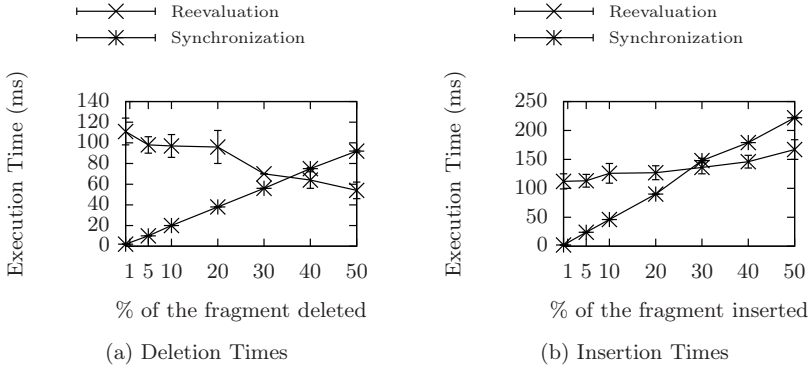 Reevaluation
Synchronization
Execution Time (ms)
140
120
100
80
60
40
20
0
1 5 10 20 30 40 50
% of the fragment deleted
(a) Deletion Times
Reevaluation
Synchronization
Execution Time (ms)
250
200
150
100
50
0
1 5 10 20 30 40 50
% of the fragment inserted
(b) Insertion Times